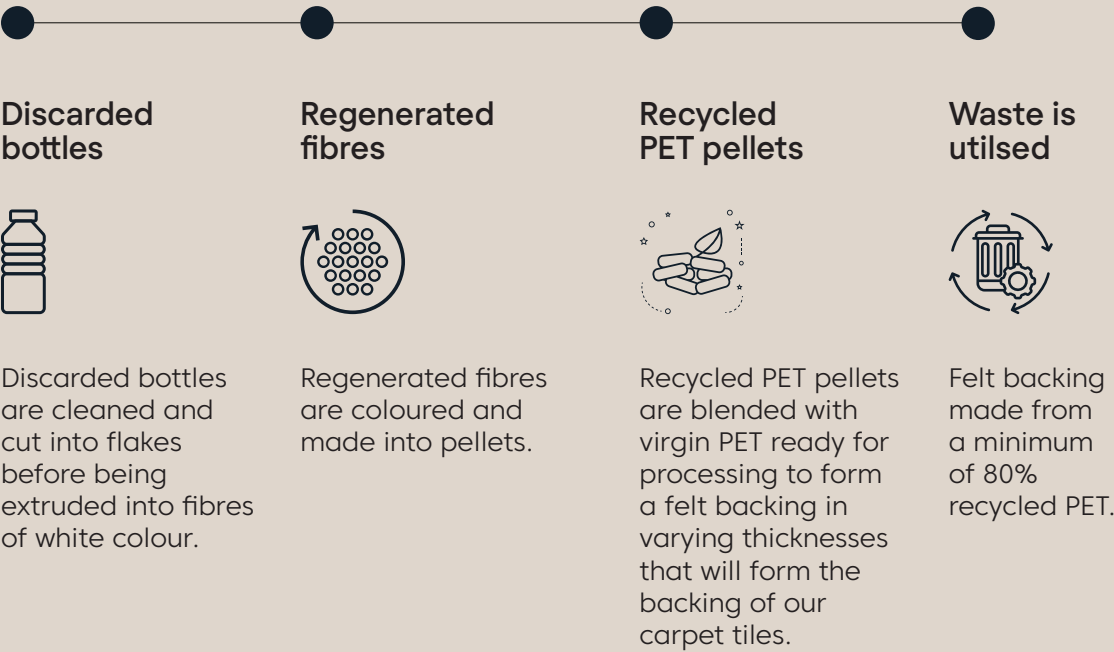 Discarded
bottles
Regenerated
fibres
Recycled
PET pellets
Waste is
utilsed
Discarded bottles
are cleaned and
cut into flakes
before being
extruded into fibres
of white colour.
Regenerated fibres
are coloured and
made into pellets.
Recycled PET pellets
are blended with
virgin PET ready for
processing to form
a felt backing in
varying thicknesses
that will form the
backing of our
carpet tiles.
Felt backing
made from
a minimum
of 80%
recycled PET.